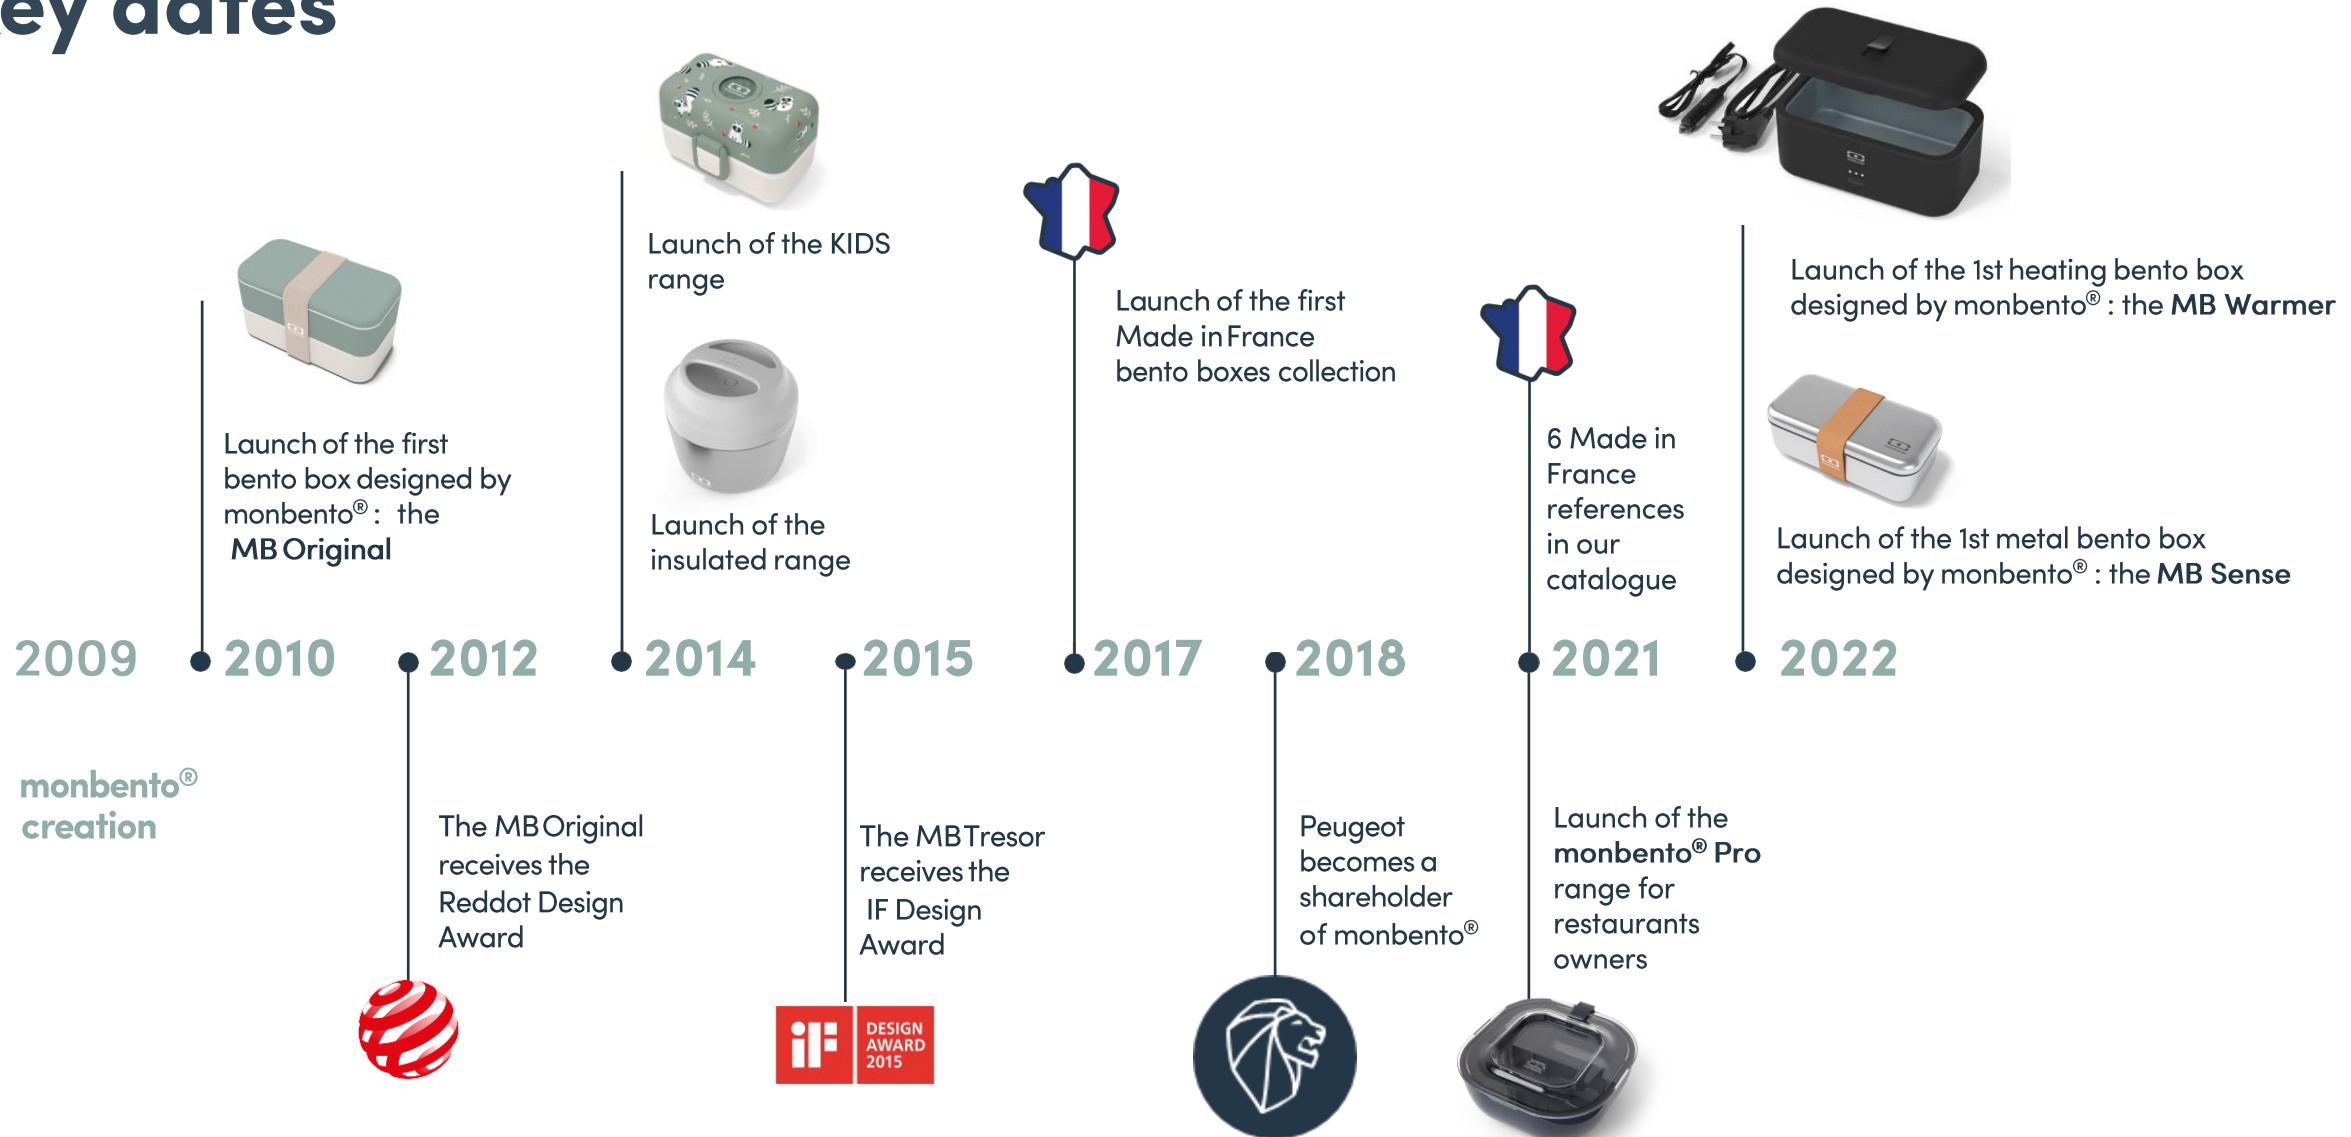 ey dates
Launch of the first
bento box designed by
monbento® : the
MB Original
Launch of the KIDS
range
Launch of the
insulated range
Launch of the first
Made in France
bento boxes collection
6 Made in
France
references
in our
catalogue
Launch of the 1st heating bento box
designed by monbento® : the MB Warmer
Launch of the 1st metal bento box
designed by monbento® : the MB Sense
2009
2010
2012
2014
2015
2017
2018
2021
2022
monbento®
creation
The MB Original
receives the
Reddot Design
Award
The MB Tresor
receives the
IF Design
Award
iF
DESIGN
AWARD
2015
Peugeot
becomes a
shareholder
of monbento®
Launch of the
monbento® Pro
range for
restaurants
owners